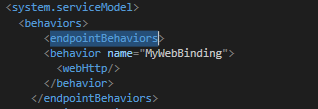 <system.serviceModel>
<behaviors>
<endpointBehaviors>
<behavior name="MyWebBinding">
<webHttp/>
</behavior>
</endpointBehaviors>